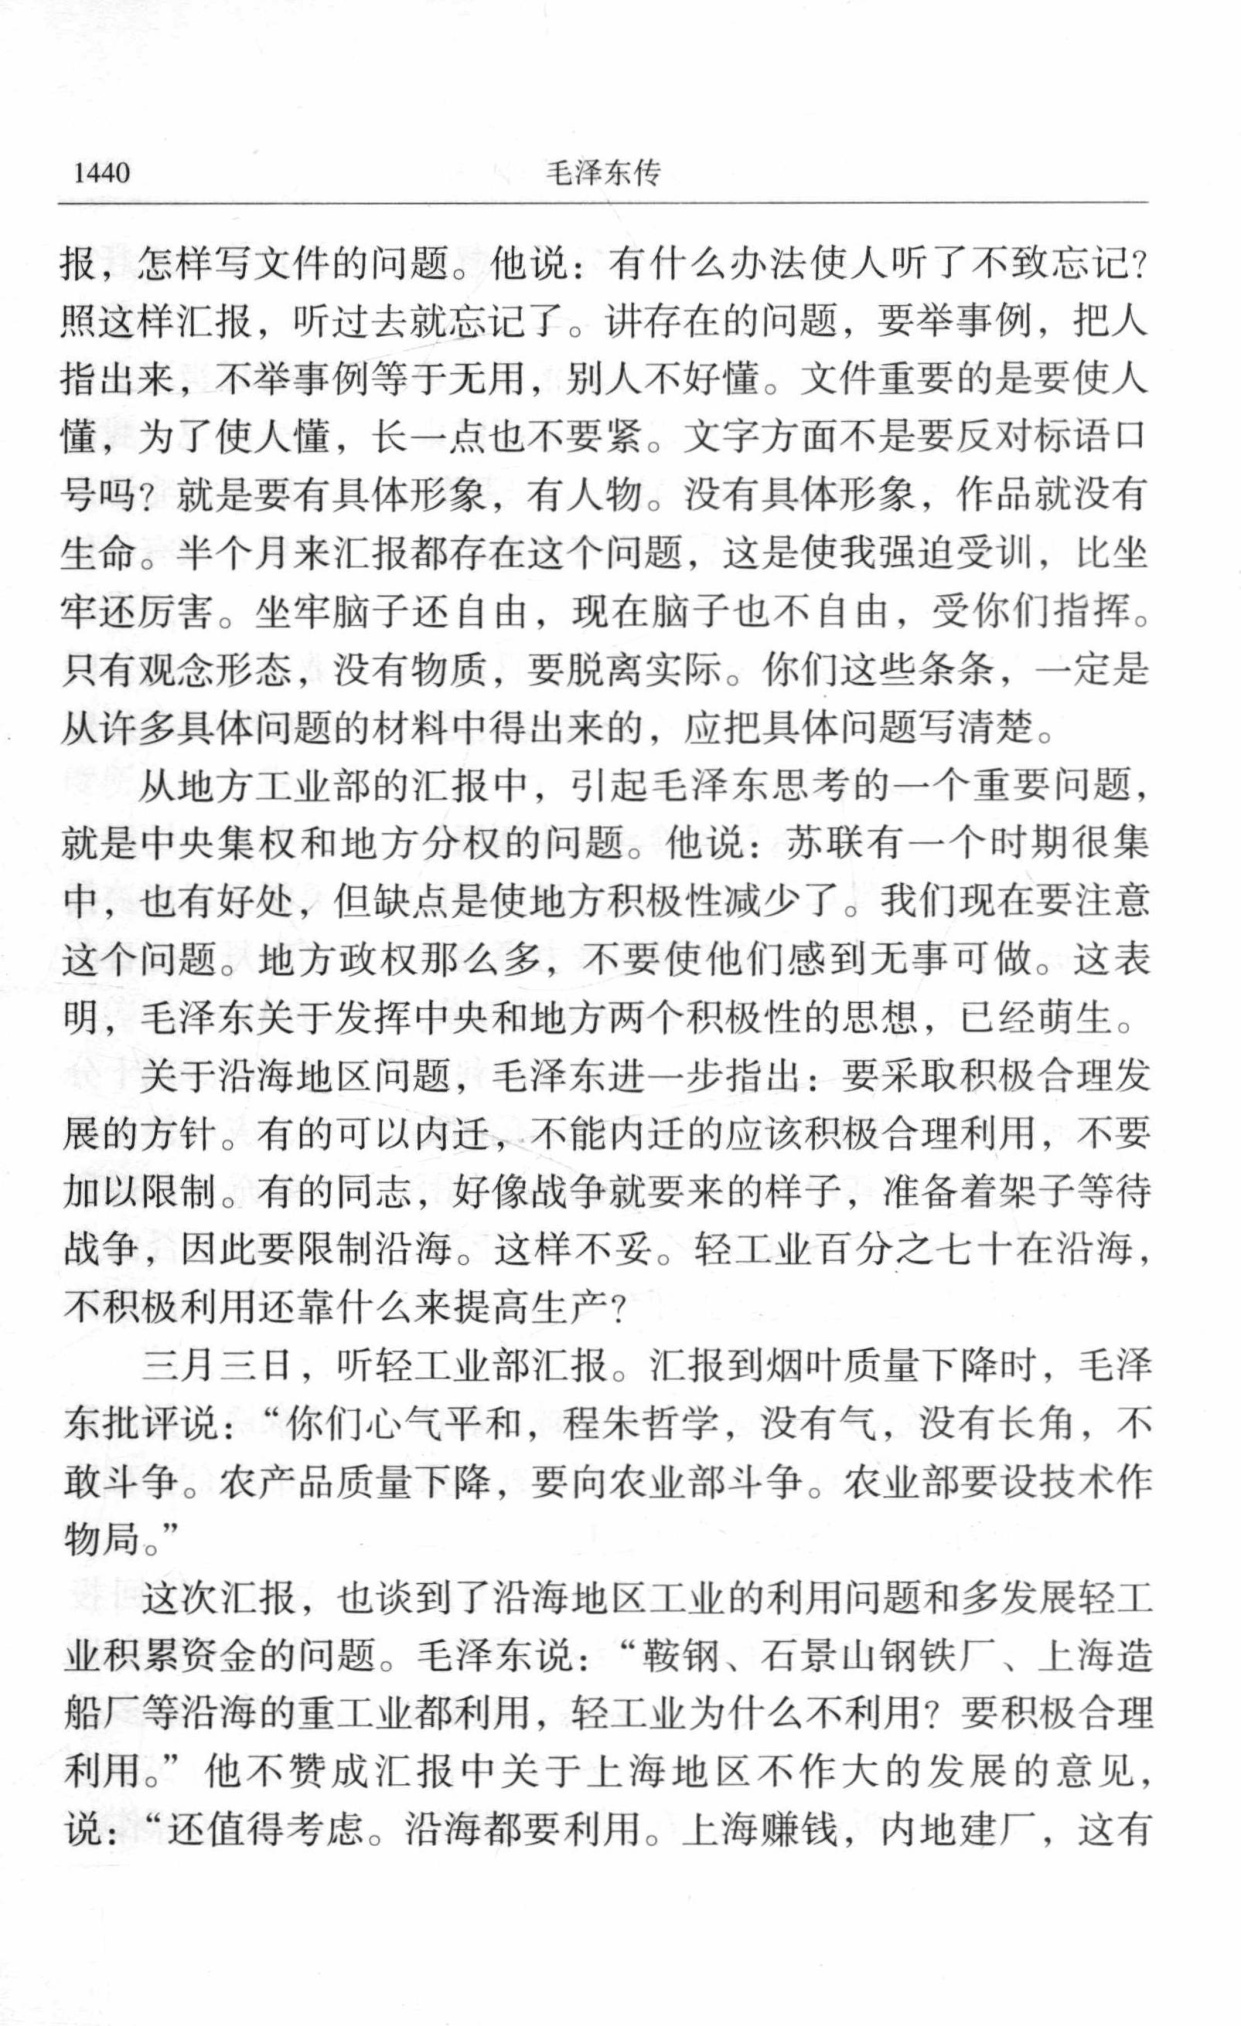 1440 毛泽东传
报，怎样写文件的问题。他说：有什么办法使人听了不致忘记？
照这样汇报，听过去就忘记了。讲存在的问题，要举事例，把人
指出来，不举事例等于无用，别人不好懂。文件重要的是要使人
懂，为了使人懂，长一点也不要紧。文字方面不是要反对标语口
号吗？就是要有具体形象，有人物。没有具体形象，作品就没有
生命。半个月来汇报都存在这个问题，这是使我强迫受训，比坐
牢还厉害。坐牢脑子还自由，现在脑子也不自由，受你们指挥。
只有观念形态，没有物质，要脱离实际。你们这些条条，一定是
从许多具体问题的材料中得出来的，应把具体问题写清楚。
从地方工业部的汇报中，引起毛泽东思考的一个重要问题，
就是中央集权和地方分权的问题。他说：苏联有一个时期很集
中，也有好处，但缺点是使地方积极性减少了。我们现在要注意
这个问题。地方政权那么多，不要使他们感到无事可做。这表
明，毛泽东关于发挥中央和地方两个积极性的思想，已经萌生。
关于沿海地区问题，毛泽东进一步指出：要采取积极合理发
展的方针。有的可以内迁，不能内迁的应该积极合理利用，不要
加以限制。有的同志，好像战争就要来的样子，准备着架子等待
战争，因此要限制沿海。这样不妥。轻工业百分之七十在沿海，
不积极利用还靠什么来提高生产？
三月三日，听轻工业部汇报。汇报到烟叶质量下降时，毛泽
东批评说：“你们心气平和，程朱哲学，没有气，没有长角，不
敢斗争。农产品质量下降，要向农业部斗争。农业部要设技术作
物局。”
这次汇报，也谈到了沿海地区工业的利用问题和多发展轻工
业积累资金的问题。毛泽东说：“鞍钢、石景山钢铁厂、上海造
船厂等沿海的重工业都利用，轻工业为什么不利用？要积极合理
利用。”他不赞成汇报中关于上海地区不作大的发展的意见，
说：“还值得考虑。沿海都要利用。上海赚钱，内地建厂，这有